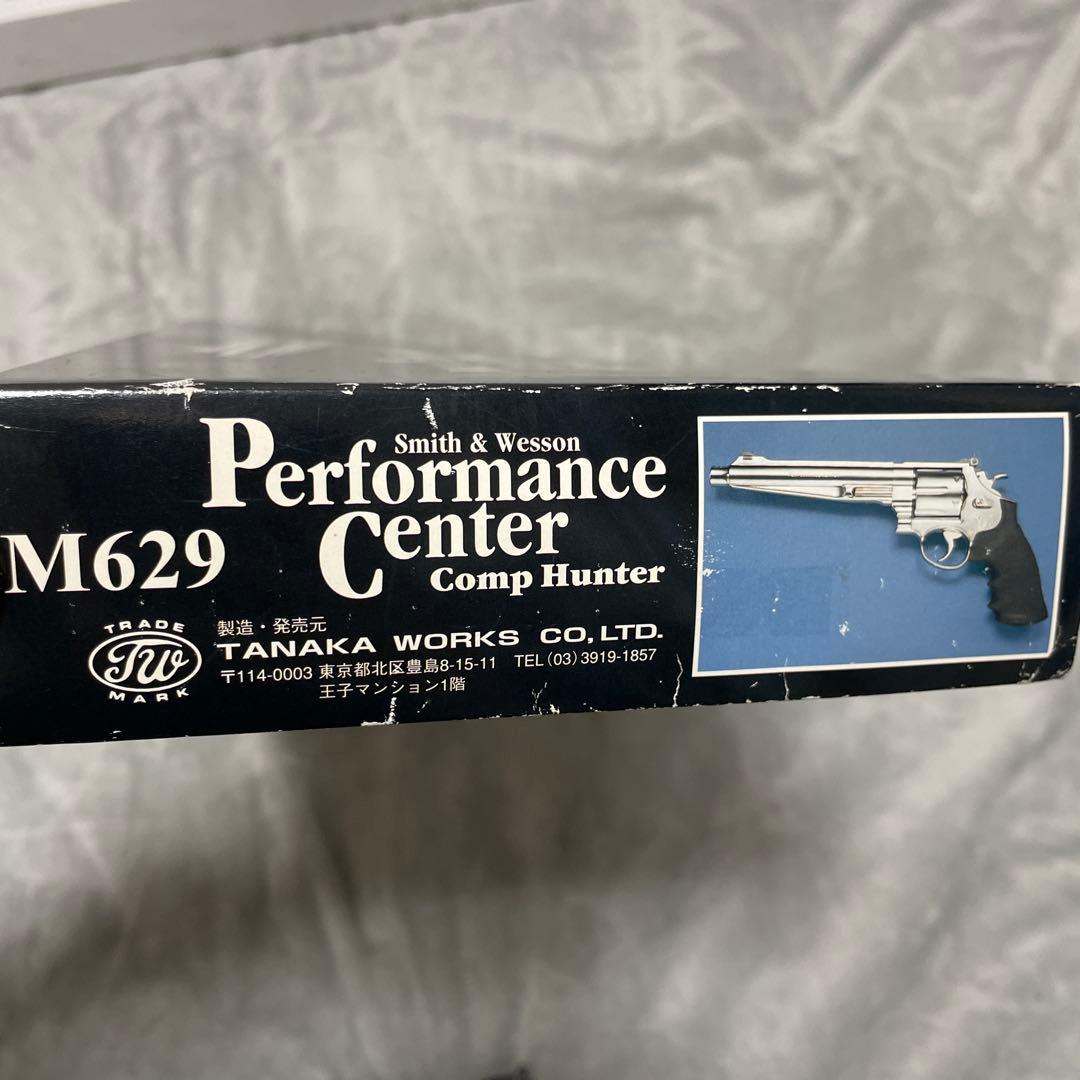 Smith & Wesson
Performance
Center
M629
Comp Hunter
TRADE
TW
MARK
製造・発売元
TANAKA WORKS CO,LTD.
〒114-0003 東京都北区豊島8-15-11 TEL(03)3919-1857
王子マンション1階